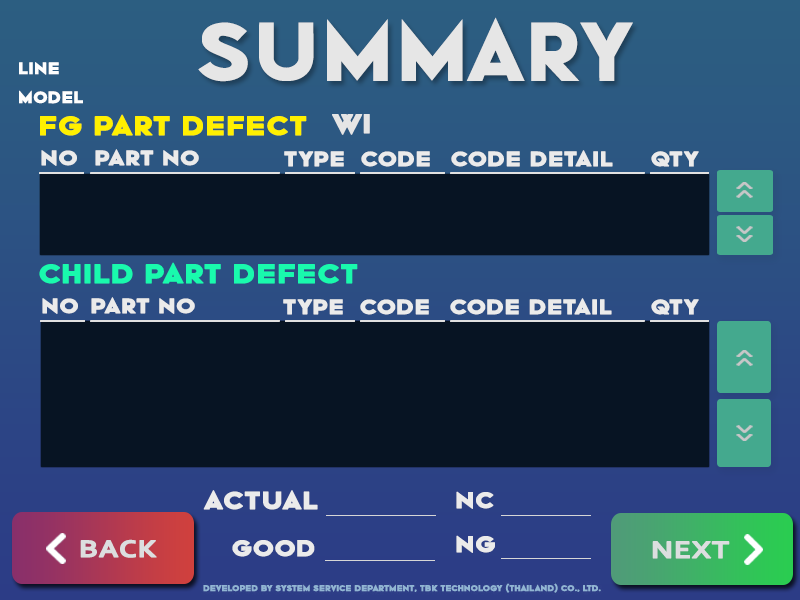 SUMMARY
LINE
MODEL
FG PART DEFECT WI
NO PART NO TYPE CODE CODE DETAIL QTY
CHILD PART DEFECT
NO PART NO TYPE CODE CODE DETAIL QTY
ACTUAL NC
GOOD NG
BACK NEXT
DEVELOPED BY SYSTEM SERVICE DEPARTMENT, TBK TECHNOLOGY (THAILAND) CO., LTD.